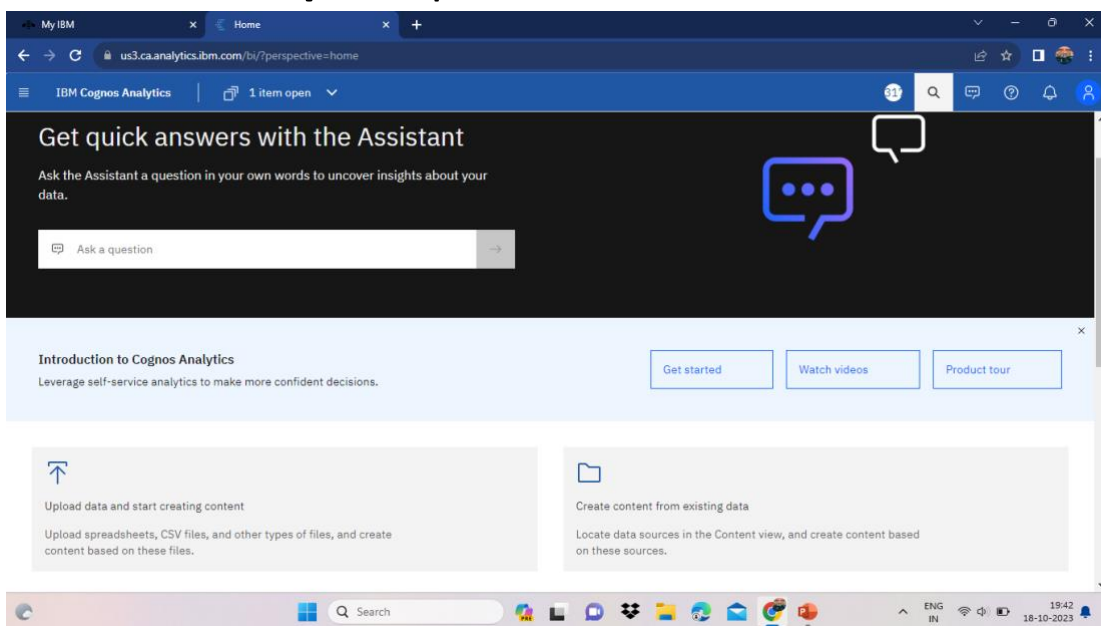 My IBM
Home
us3.ca.analytics.ibm.com/bi/?perspective=home
IBM Cognos Analytics
1 item open
Get quick answers with the Assistant
Ask the Assistant a question in your own words to uncover insights about your
data.
Ask a question
Introduction to Cognos Analytics
Leverage self-service analytics to make more confident decisions.
Get started
Watch videos
Product tour
Upload data and start creating content
Upload spreadsheets, CSV files, and other types of files, and create
content based on these files.
Create content from existing data
Locate data sources in the Content view, and create content based
on these sources.
Search
ENG
IN
19:42
18-10-2023